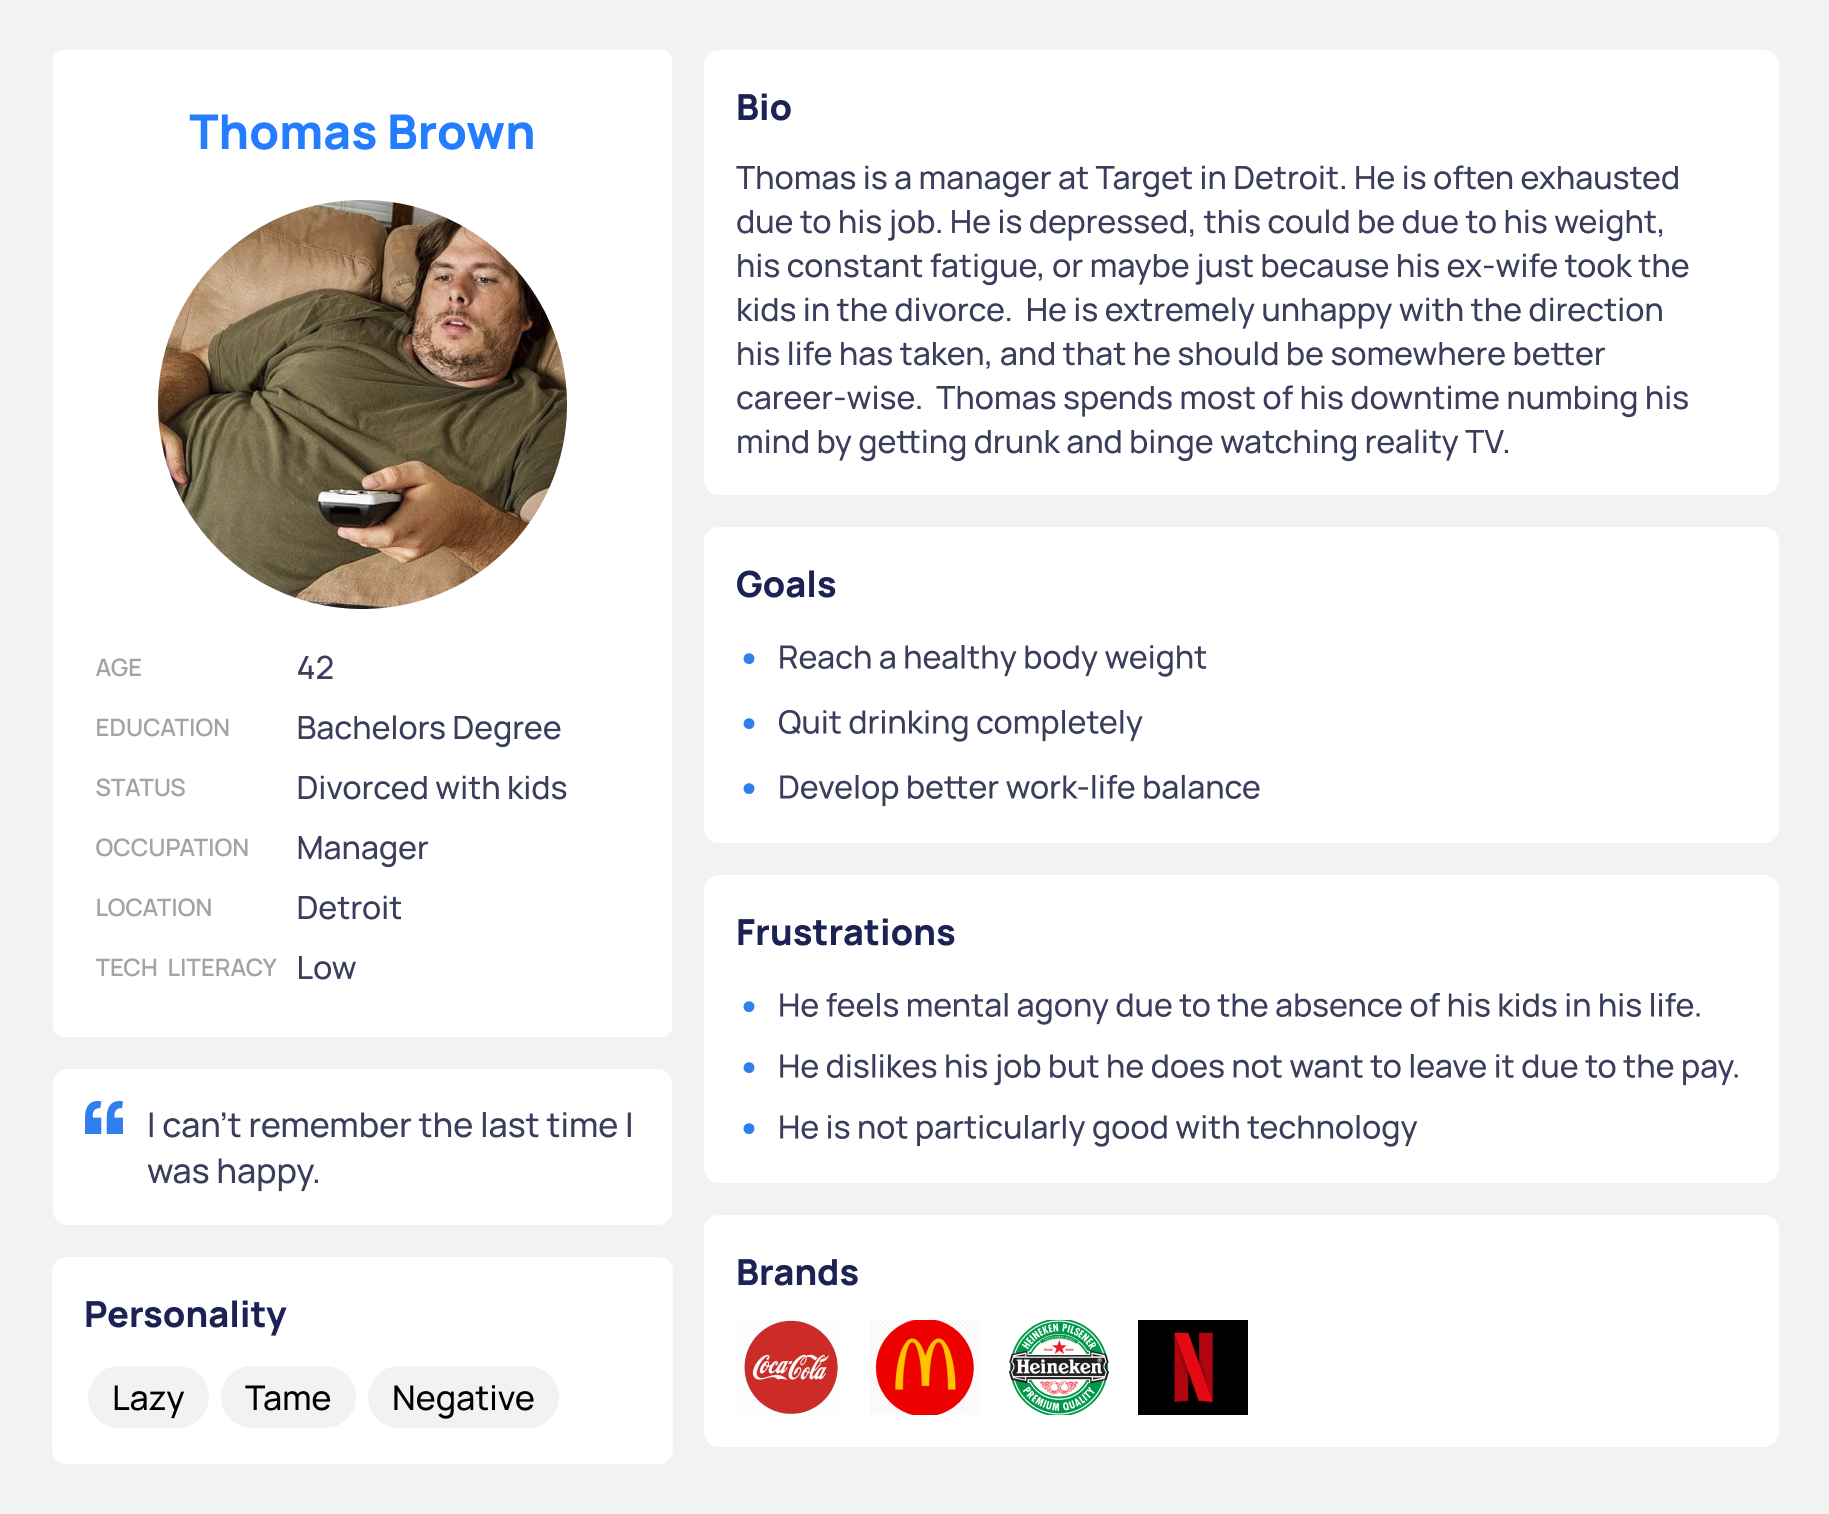 Thomas Brown
AGE 42
EDUCATION Bachelors Degree
STATUS Divorced with kids
OCCUPATION Manager
LOCATION Detroit
TECH LITERACY Low
“ I can’t remember the last time I
was happy.
Personality
Lazy Tame Negative
Bio
Thomas is a manager at Target in Detroit. He is often exhausted
due to his job. He is depressed, this could be due to his weight,
his constant fatigue, or maybe just because his ex-wife took the
kids in the divorce.  He is extremely unhappy with the direction
his life has taken, and that he should be somewhere better
career-wise.  Thomas spends most of his downtime numbing his
mind by getting drunk and binge watching reality TV.
Goals
• Reach a healthy body weight
• Quit drinking completely
• Develop better work-life balance
Frustrations
• He feels mental agony due to the absence of his kids in his life.
• He dislikes his job but he does not want to leave it due to the pay.
• He is not particularly good with technology
Brands
Coca-Cola
HEINEKEN PILSENER
Heineken
PREMIUM QUALITY
N